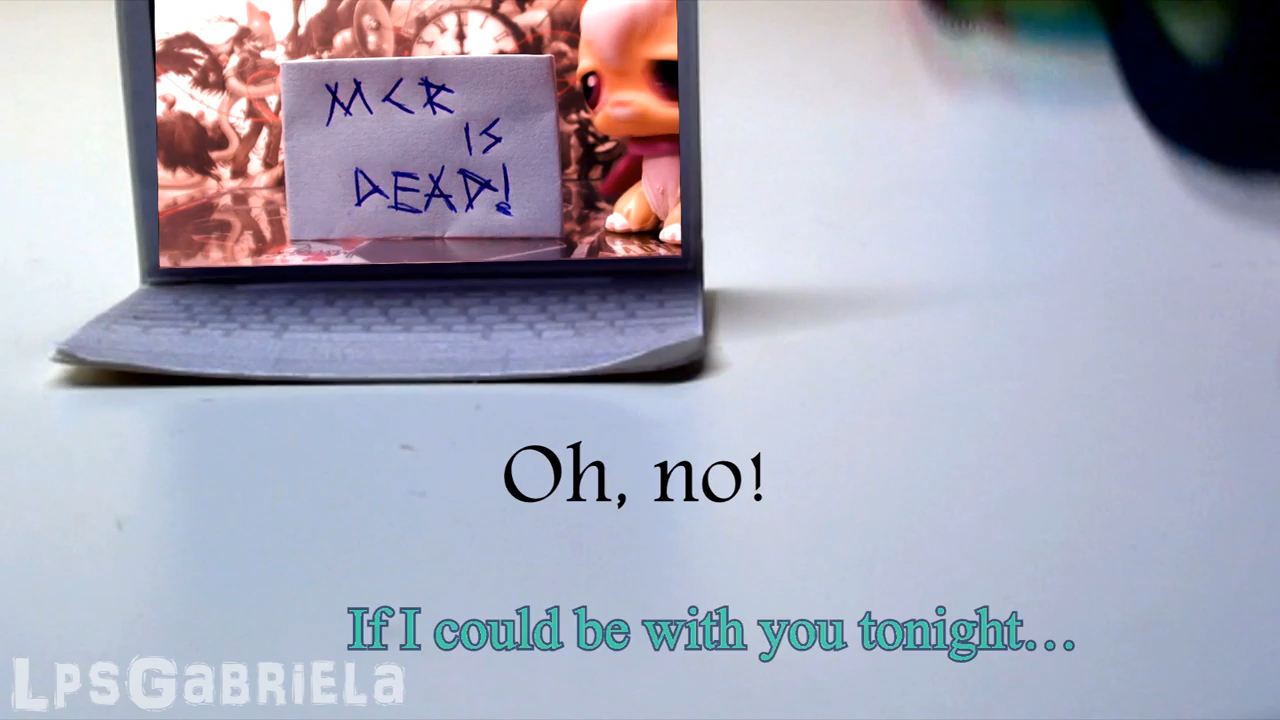 MCR
IS
DEAD!
Oh, no!
If I could be with you tonight...
LpsGabriela